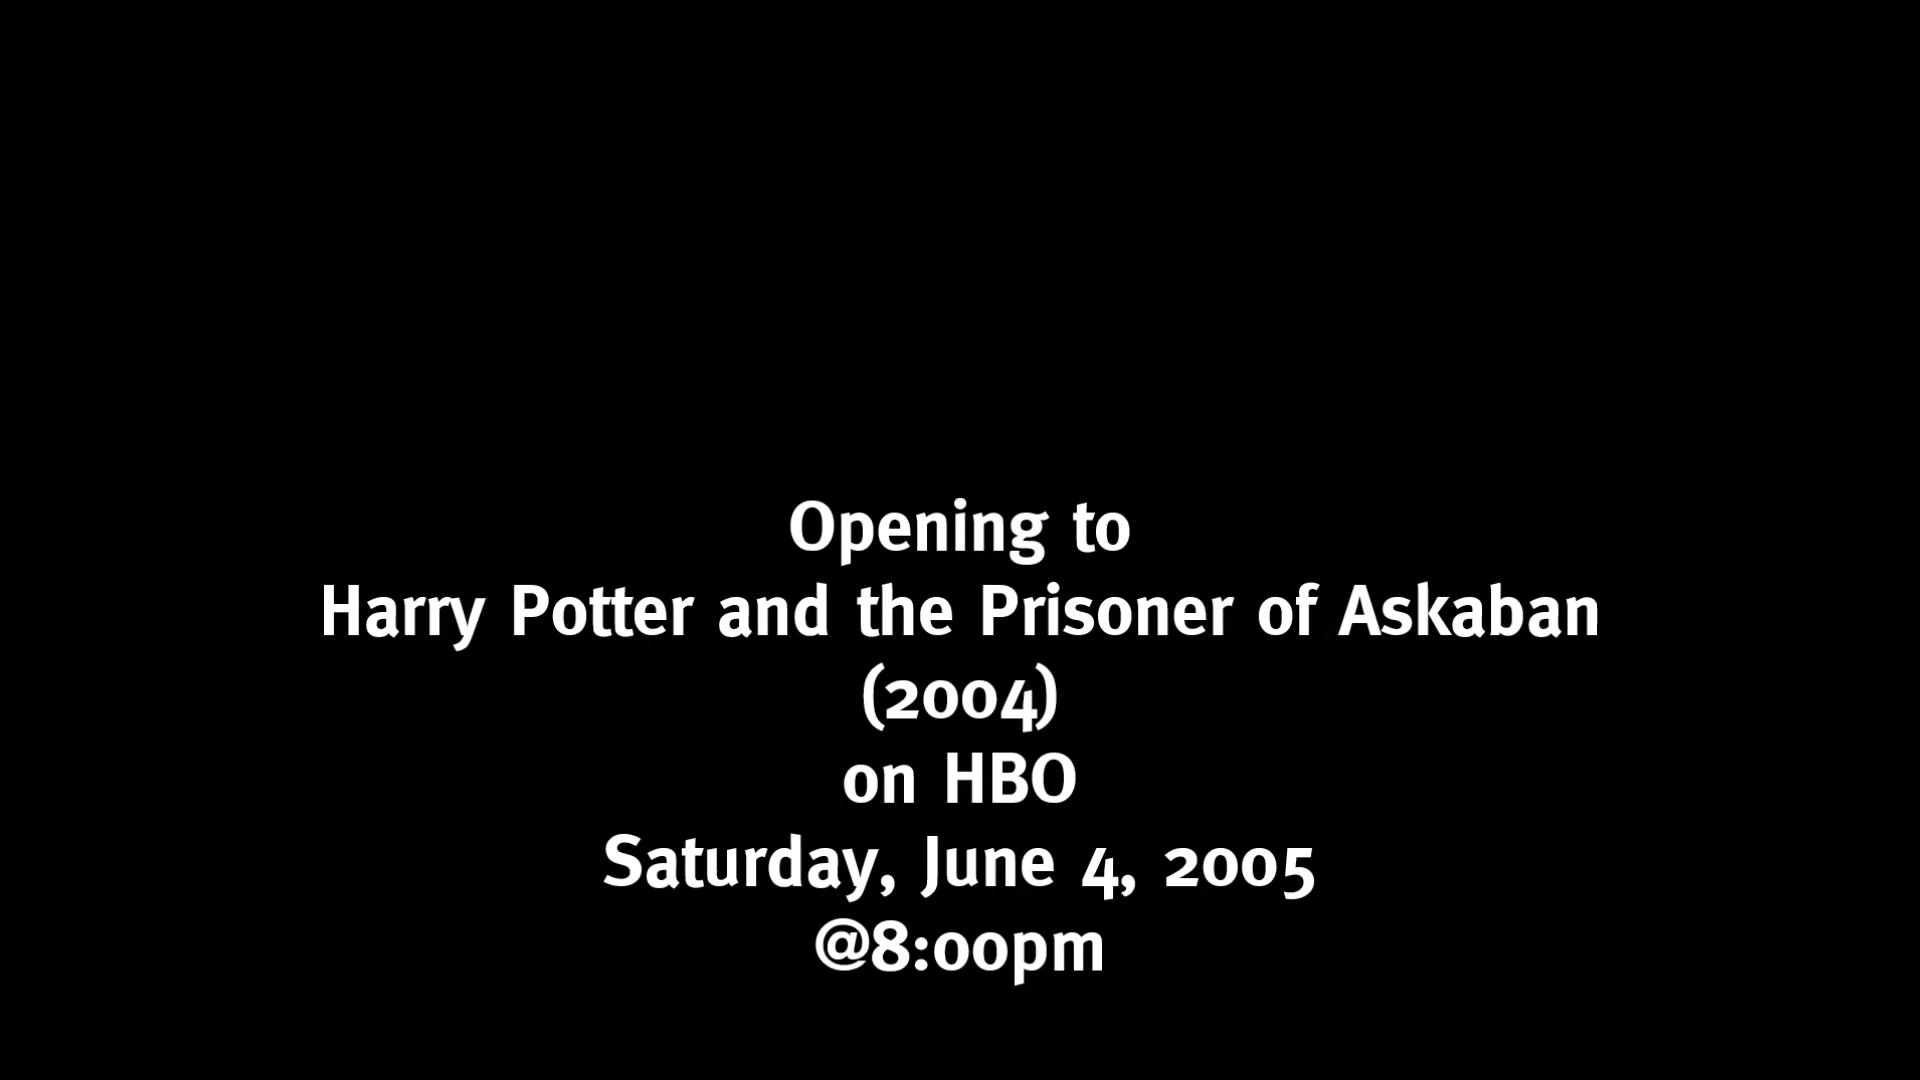 Opening to
Harry Potter and the Prisoner of Askaban
(2004)
on HBO
Saturday, June 4, 2005
@8:00pm